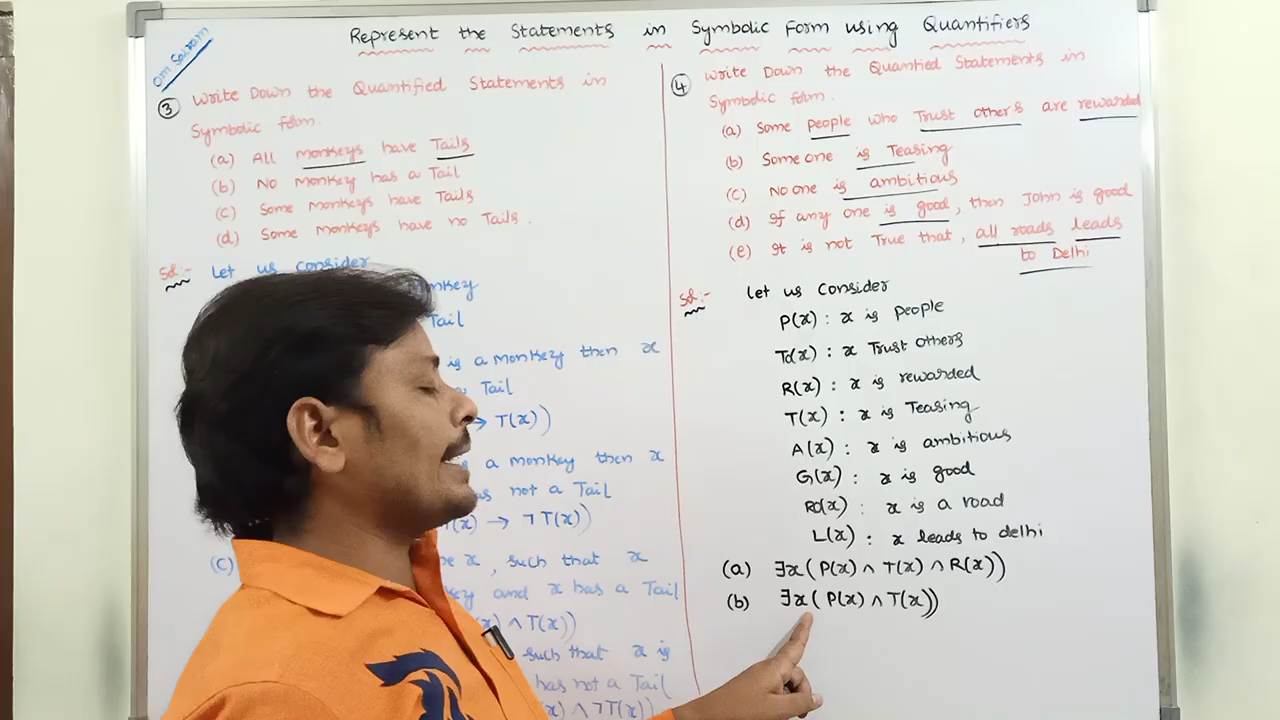 Represent the Statements in Symbolic Form using Quantifiers
Om Sairam
③ Write Down the Quantified Statements in
Symbolic form.
(a) All monkeys have Tails
(b) No Monkey has a Tail
(c) Some Monkeys have Tails
(d) Some Monkeys have no Tails.
Sol:- Let us consider
Tail
is a monkey then x
a Tail
→ T(x))
a monkey then x
has not a Tail
→ ¬T(x))
(C) x, such that x
and x has a Tail
∧ T(x))
such that x is
has not a Tail
∧ ¬T(x))
④ Write Down the Quantied Statements in
Symbolic form.
(a) Some people who Trust others are rewarded
(b) Some one is Teasing
(c) No one is ambitious
(d) If any one is good, then John is good
(e) It is not True that, all roads leads
to Delhi
Sol:- Let us Consider
P(x) : x is people
To(x) : x Trust others
R(x) : x is rewarded
T(x) : x is Teasing
A(x) : x is ambitious
G(x) : x is good
RO(x) : x is a road
L(x) : x leads to delhi
(a) ∃x(P(x) ∧ T(x) ∧ R(x))
(b) ∃x(P(x) ∧ T(x))